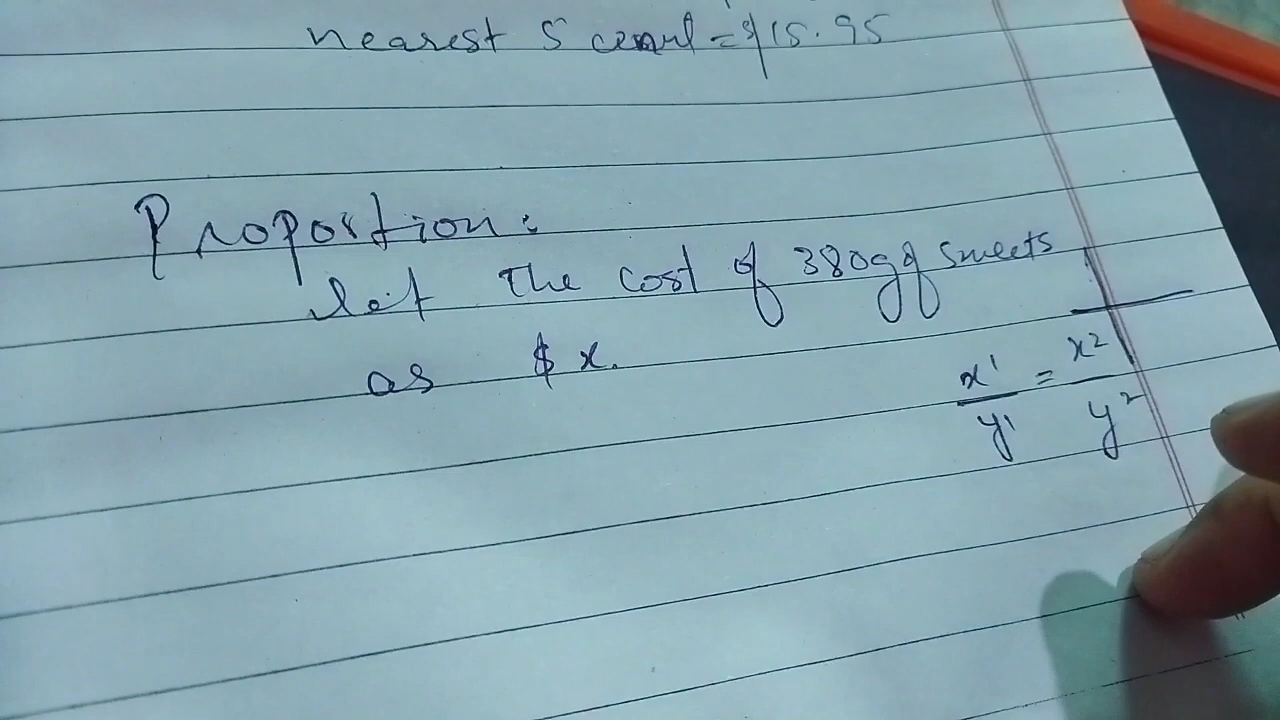 nearest 5 cent = $15.95
Proportion:
let the cost of 380g of sweets
as $ x.
x1 = x2
y1 y2